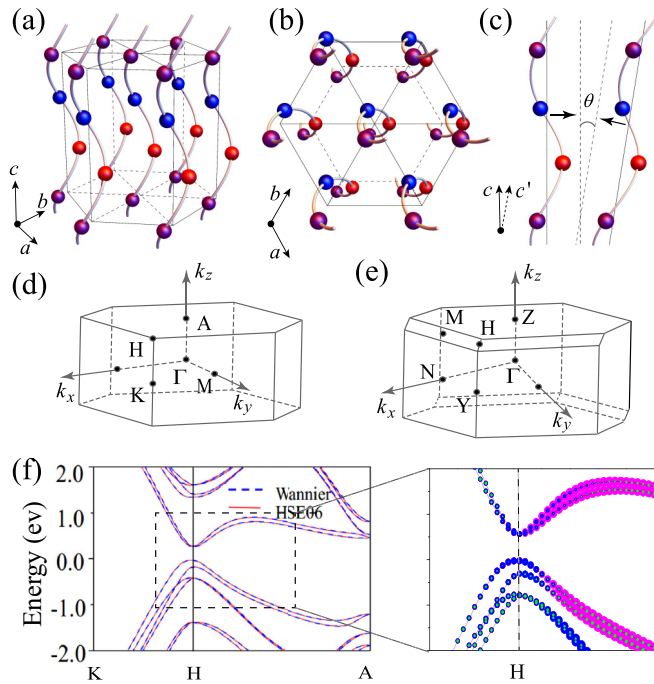 (a)
(b)
(c)
θ
c
b
a
b
a
c
c'
(d)
(e)
k_z
k_z
A
M
H
Z
H
Γ
N
Γ
k_x
K
M
k_y
k_x
Y
k_y
(f)
2.0
1.0
0.0
-1.0
-2.0
Energy (ev)
Wannier
HSE06
K
H
A
H